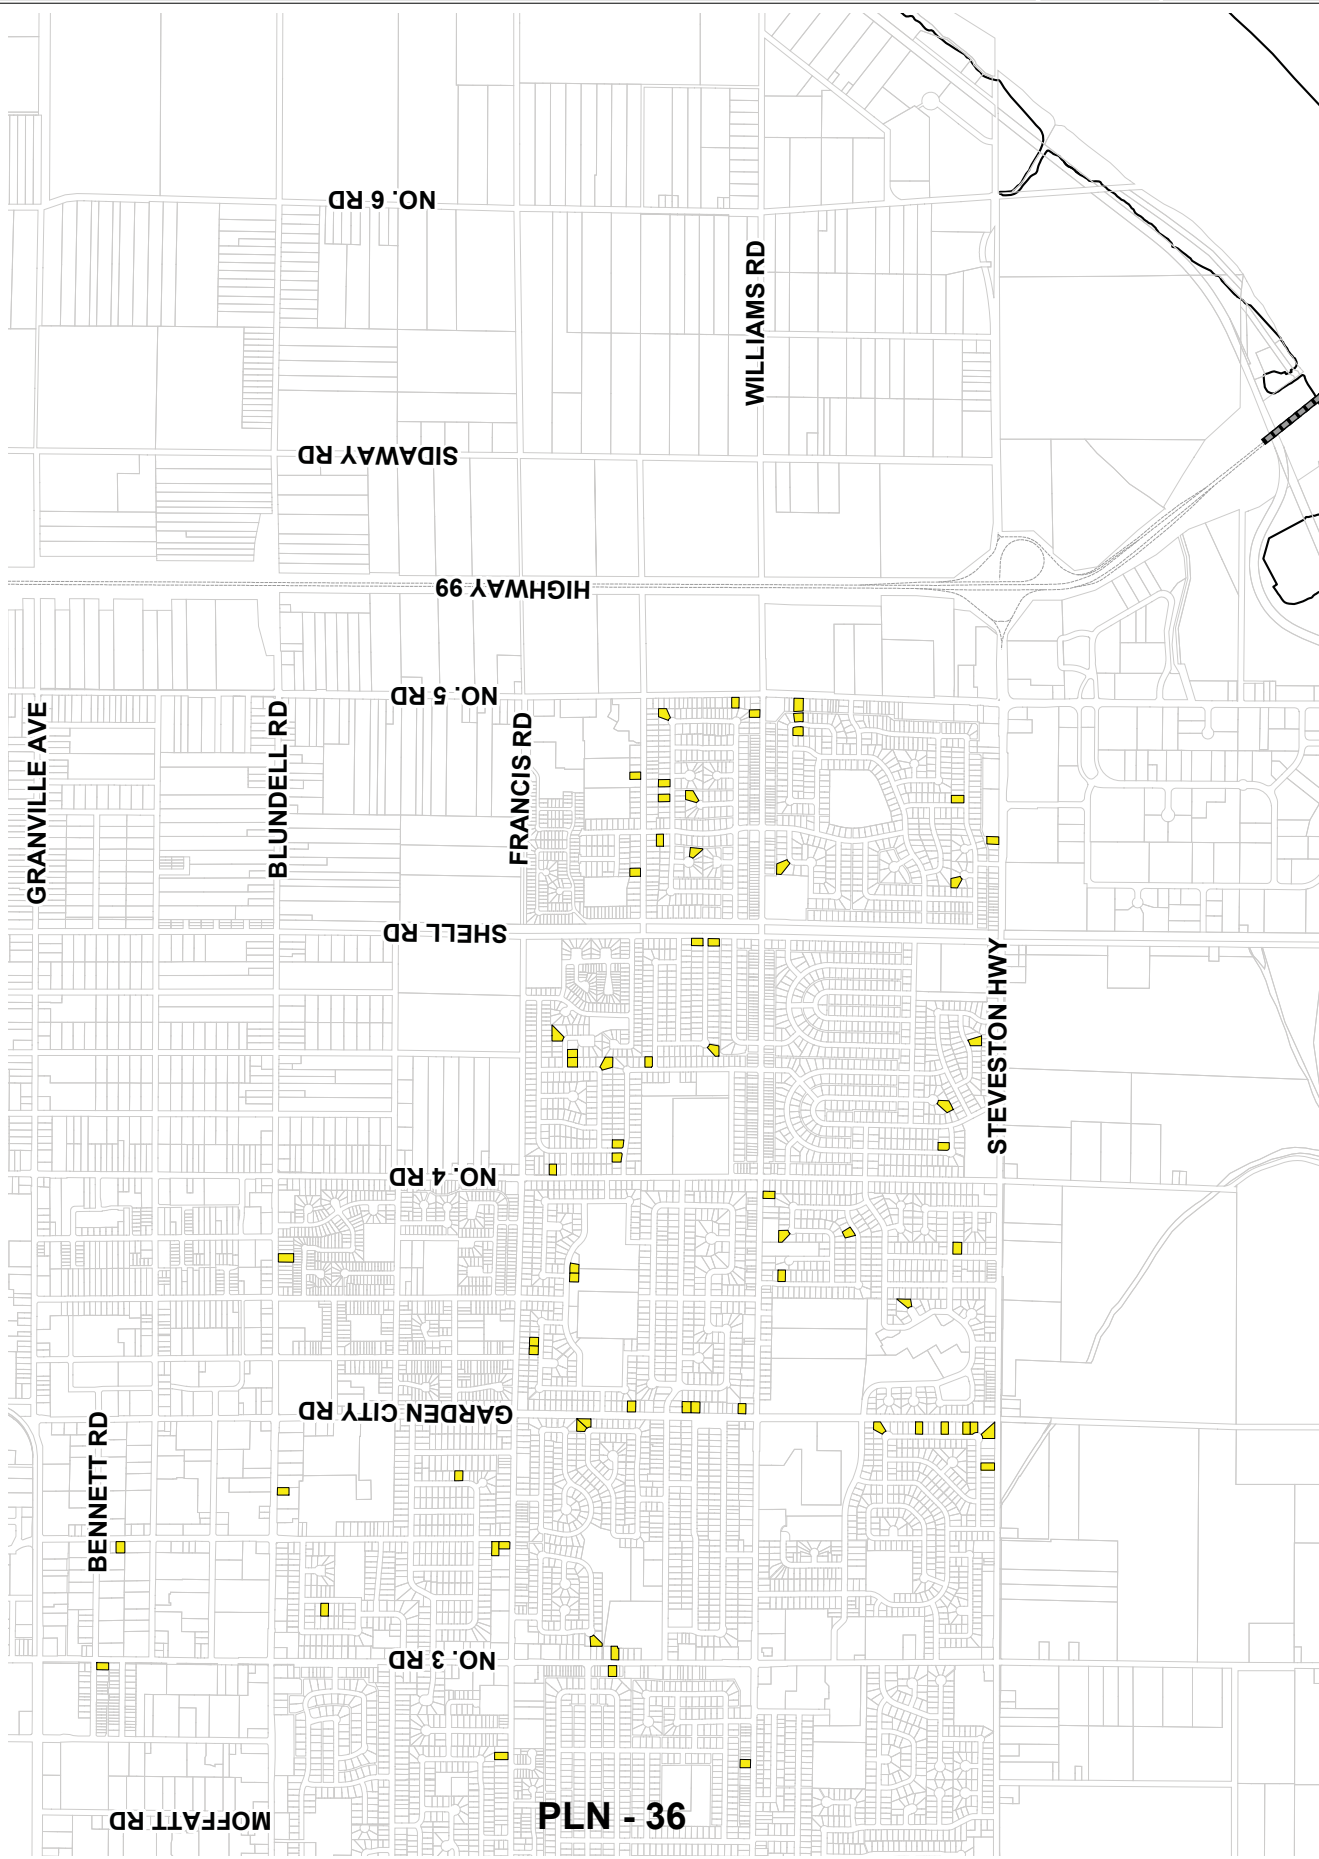 NO. 6 RD
WILLIAMS RD
SIDAWAY RD
HIGHWAY 99
NO. 5 RD
GRANVILLE AVE
BLUNDELL RD
FRANCIS RD
SHELL RD
STEVESTON HWY
NO. 4 RD
GARDEN CITY RD
BENNETT RD
NO. 3 RD
MOFFATT RD
PLN - 36